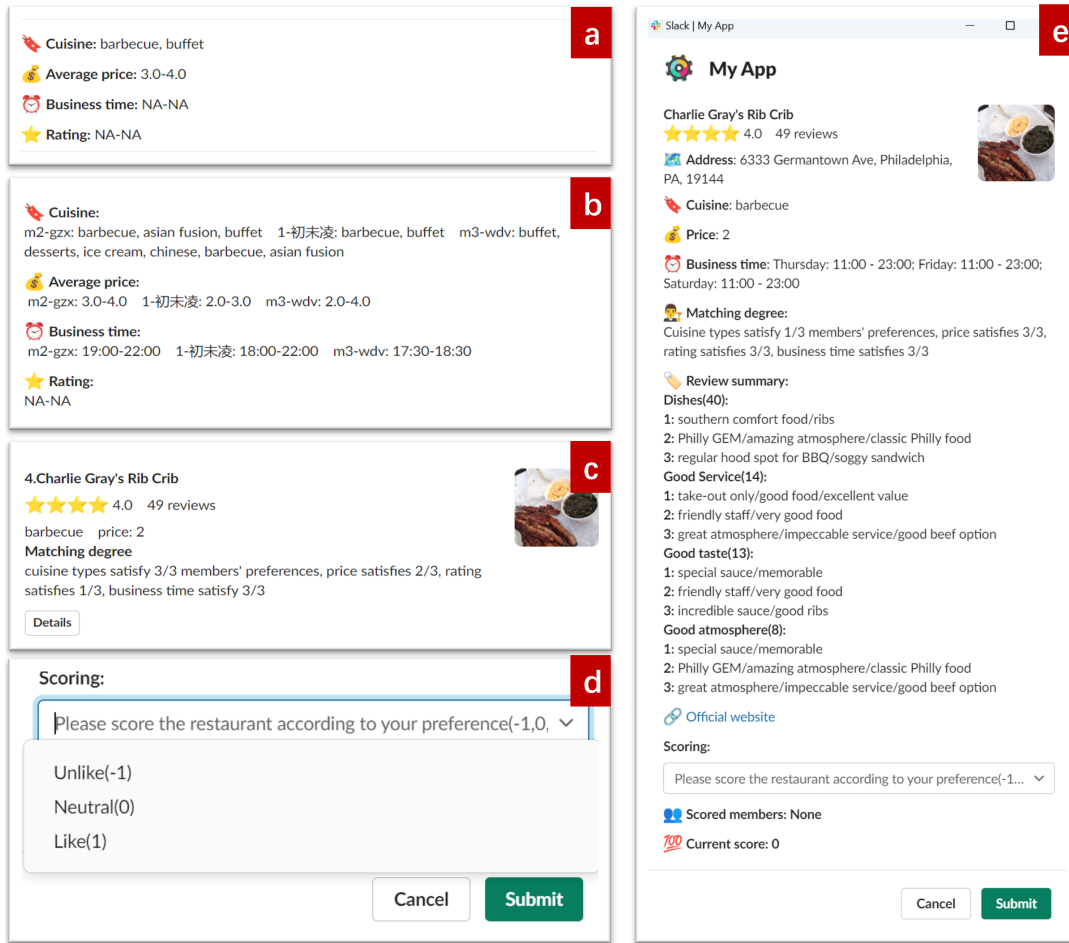 a
Cuisine: barbecue, buffet
Average price: 3.0-4.0
Business time: NA-NA
Rating: NA-NA
b
Cuisine:
m2-gzx: barbecue, asian fusion, buffet 1-初未凌: barbecue, buffet m3-wdv: buffet,
desserts, ice cream, chinese, barbecue, asian fusion
Average price:
m2-gzx: 3.0-4.0 1-初未凌: 2.0-3.0 m3-wdv: 2.0-4.0
Business time:
m2-gzx: 19:00-22:00 1-初未凌: 18:00-22:00 m3-wdv: 17:30-18:30
Rating:
NA-NA
c
4.Charlie Gray's Rib Crib
4.0 49 reviews
barbecue price: 2
Matching degree
cuisine types satisfy 3/3 members' preferences, price satisfies 2/3, rating
satisfies 1/3, business time satisfy 3/3
Details
d
Scoring:
Please score the restaurant according to your preference(-1,0,
Unlike(-1)
Neutral(0)
Like(1)
Cancel Submit
e
Slack | My App
My App
Charlie Gray's Rib Crib
4.0 49 reviews
Address: 6333 Germantown Ave, Philadelphia,
PA, 19144
Cuisine: barbecue
Price: 2
Business time: Thursday: 11:00 - 23:00; Friday: 11:00 - 23:00;
Saturday: 11:00 - 23:00
Matching degree:
Cuisine types satisfy 1/3 members' preferences, price satisfies 3/3,
rating satisfies 3/3, business time satisfies 3/3
Review summary:
Dishes(40):
1: southern comfort food/ribs
2: Philly GEM/amazing atmosphere/classic Philly food
3: regular hood spot for BBQ/soggy sandwich
Good Service(14):
1: take-out only/good food/excellent value
2: friendly staff/very good food
3: great atmosphere/impeccable service/good beef option
Good taste(13):
1: special sauce/memorable
2: friendly staff/very good food
3: incredible sauce/good ribs
Good atmosphere(8):
1: special sauce/memorable
2: Philly GEM/amazing atmosphere/classic Philly food
3: great atmosphere/impeccable service/good beef option
Official website
Scoring:
Please score the restaurant according to your preference(-1...
Scored members: None
100 Current score: 0
Cancel Submit